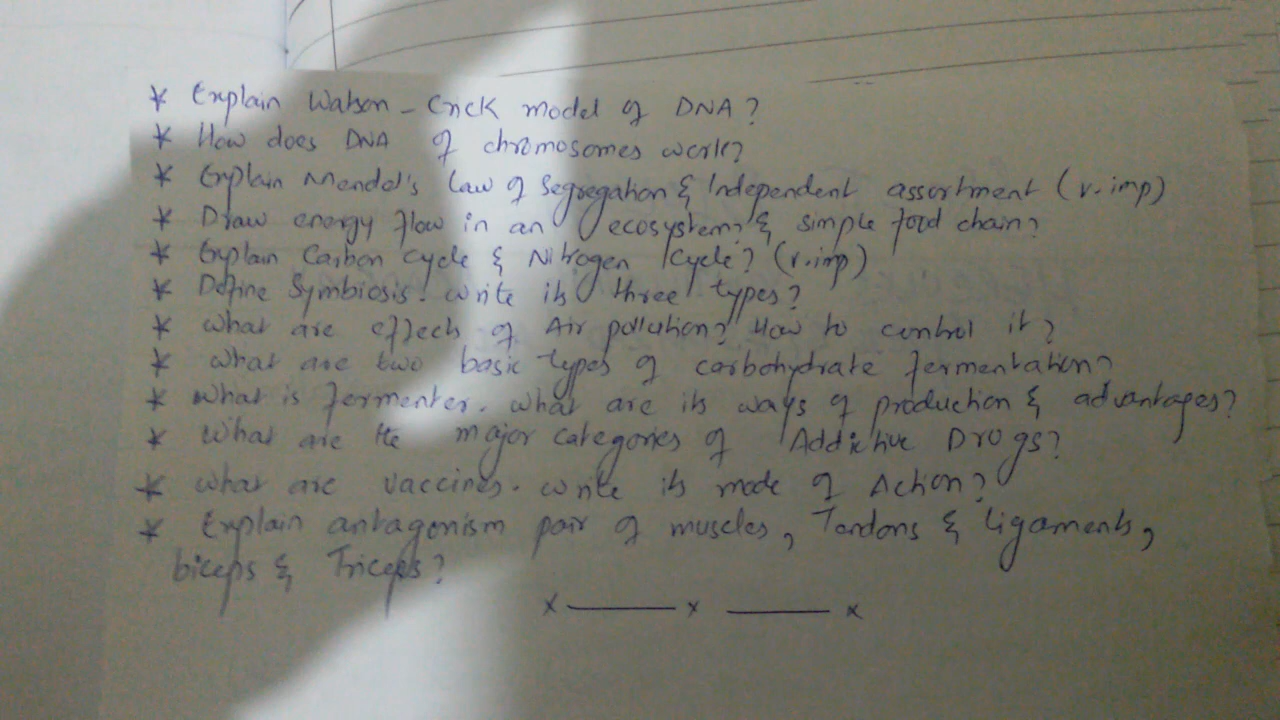 * Explain Watson - Crick model of DNA?
* How does DNA of chromosomes work?
* Explain Mendel's law of Segregation & Independent assortment (v.imp)
* Draw energy flow in an ecosystem? & simple food chain?
* Explain Carbon cycle & Nitrogen Cycle? (v.imp)
* Define Symbiosis. write its three types?
* what are effects of Air pollution? How to control it?
* what are two basic types of carbohydrate fermentation?
* what is fermenter. what are its ways of production & advantages?
* What are the major categories of Addictive Drogs?
* what are vaccines. write its mode of Action?
* Explain antagonism pair of muscles, Tendons & ligaments,
biceps & Triceps?
x ——— x ——— x